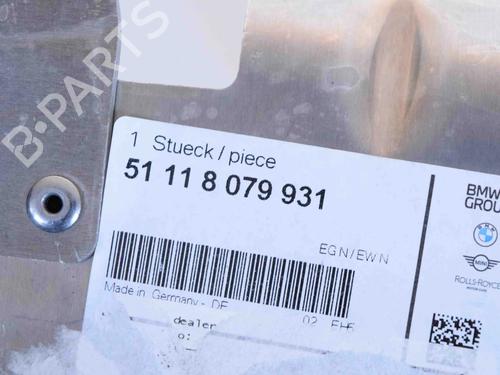 B-PARTS
1 Stueck / piece
51 11 8 079 931
EGN/EWN
Made in Germany - DE
02
dealer
o:
BMW
GROUP
MINI
ROLLS-ROYCE